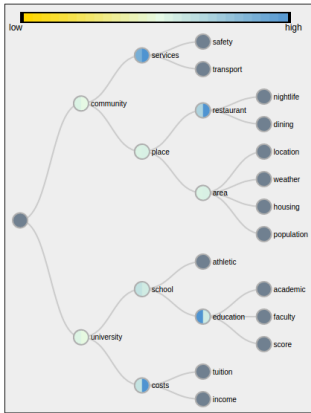 low high
services
safety
transport
community
restaurant
nightlife
dining
place
location
area
weather
housing
population
athletic
school
academic
education
faculty
score
university
tuition
costs
income